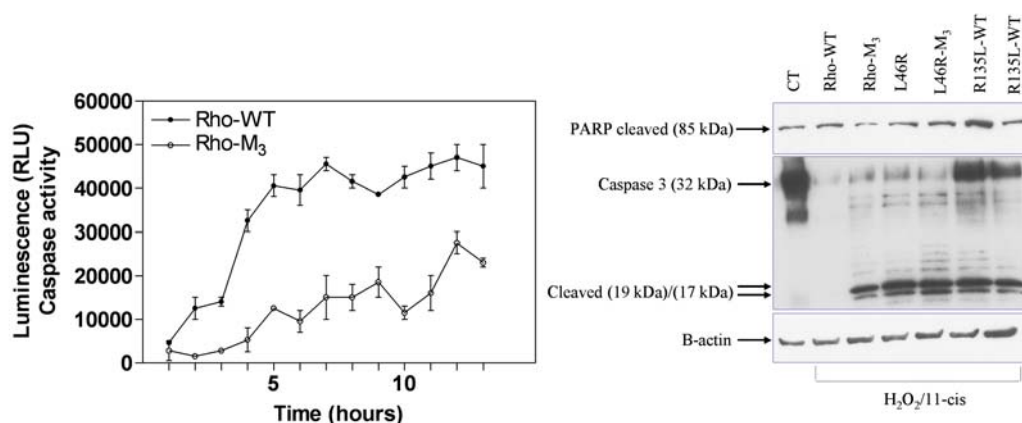 60000
50000
40000
30000
20000
10000
0
Luminescence (RLU)
Caspase activity
Rho-WT
Rho-M₃
5
10
Time (hours)
CT
Rho-WT
Rho-M₃
L46R
L46R-M₃
R135L-WT
R135L-WT
PARP cleaved (85 kDa)
Caspase 3 (32 kDa)
Cleaved (19 kDa)/(17 kDa)
B-actin
H₂O₂/11-cis